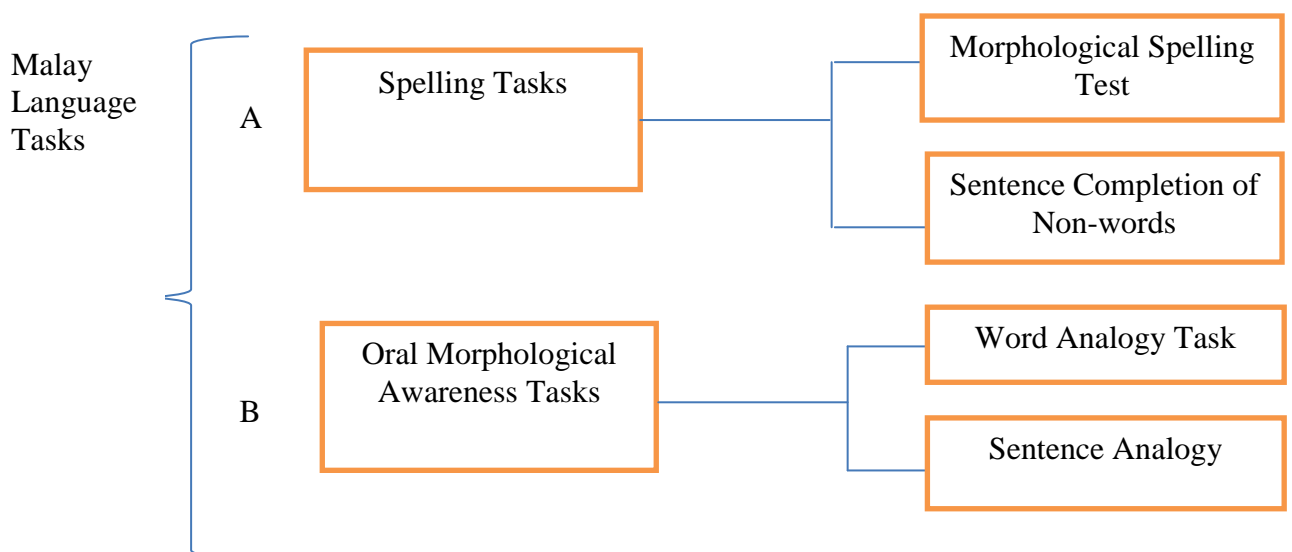 Malay
Language
Tasks
A
Spelling Tasks
Morphological Spelling
Test
Sentence Completion of
Non-words
B
Oral Morphological
Awareness Tasks
Word Analogy Task
Sentence Analogy